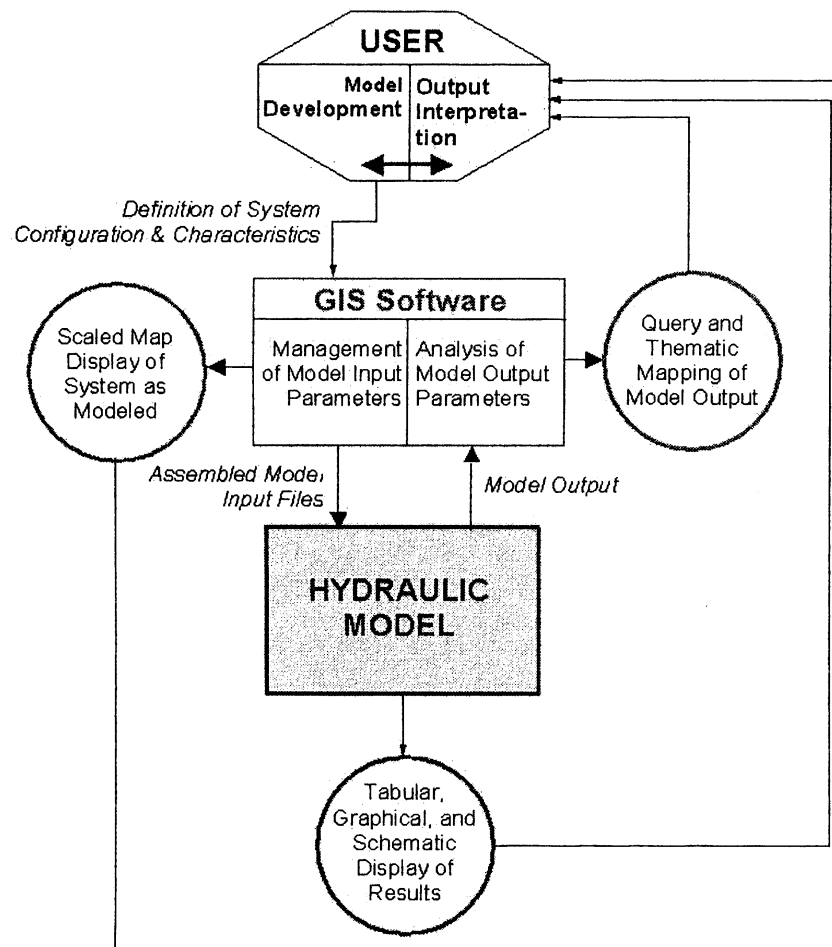 USER
Model
Development
Output
Interpreta-
tion
Definition of System
Configuration & Characteristics
GIS Software
Scaled Map
Display of
System as
Modeled
Management
of Model Input
Parameters
Analysis of
Model Output
Parameters
Query and
Thematic
Mapping of
Model Output
Assembled Model
Input Files
Model Output
HYDRAULIC
MODEL
Tabular,
Graphical, and
Schematic
Display of
Results